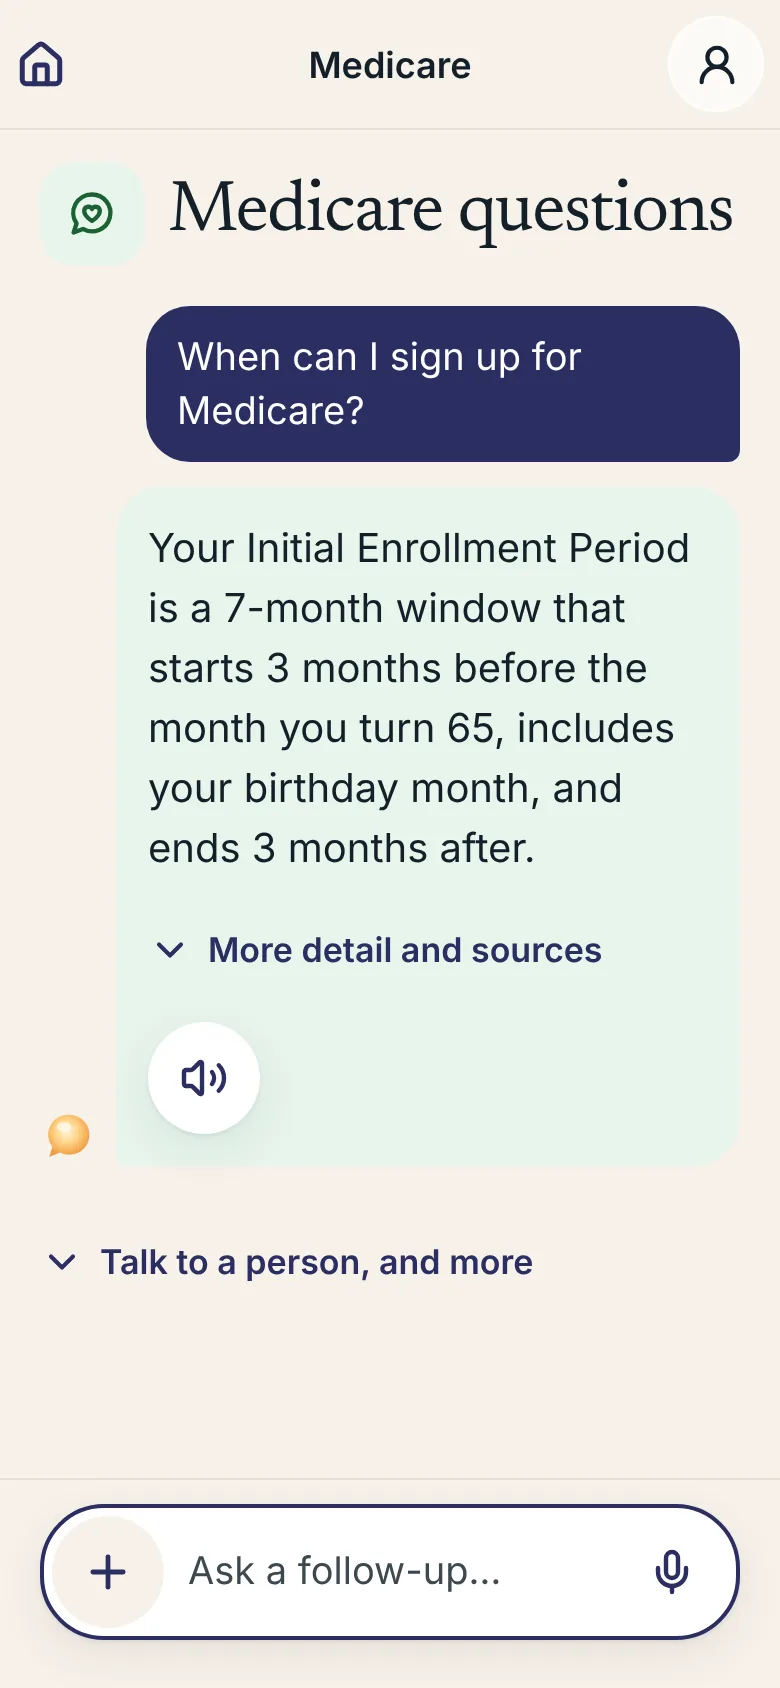 Medicare
Medicare questions
When can I sign up for
Medicare?
Your Initial Enrollment Period
is a 7-month window that
starts 3 months before the
month you turn 65, includes
your birthday month, and
ends 3 months after.
More detail and sources
Talk to a person, and more
Ask a follow-up...